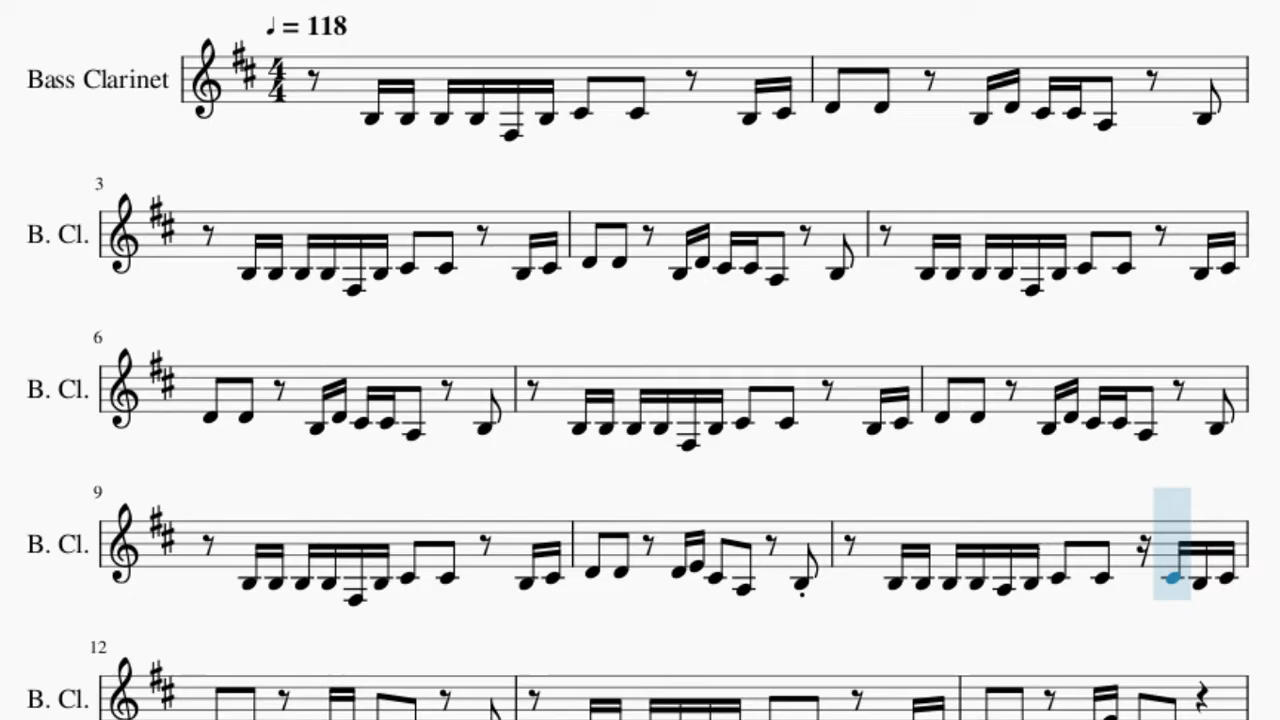 ♩ = 118
Bass Clarinet
4
4
3
B. Cl.
6
B. Cl.
9
B. Cl.
12
B. Cl.